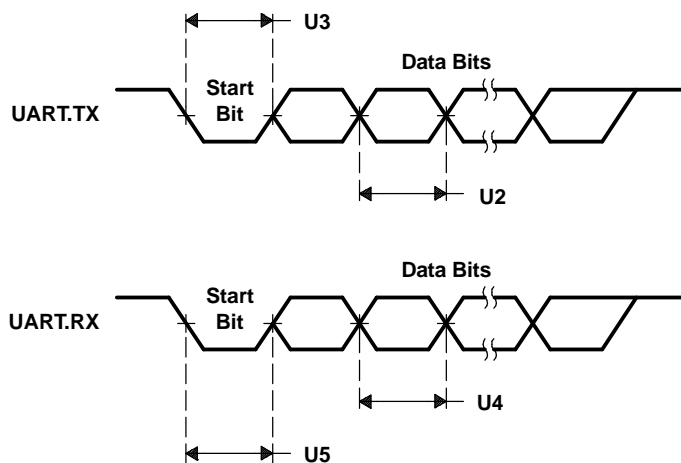 U3
Data Bits
Start
Bit
UART.TX
U2
Data Bits
Start
Bit
UART.RX
U4
U5